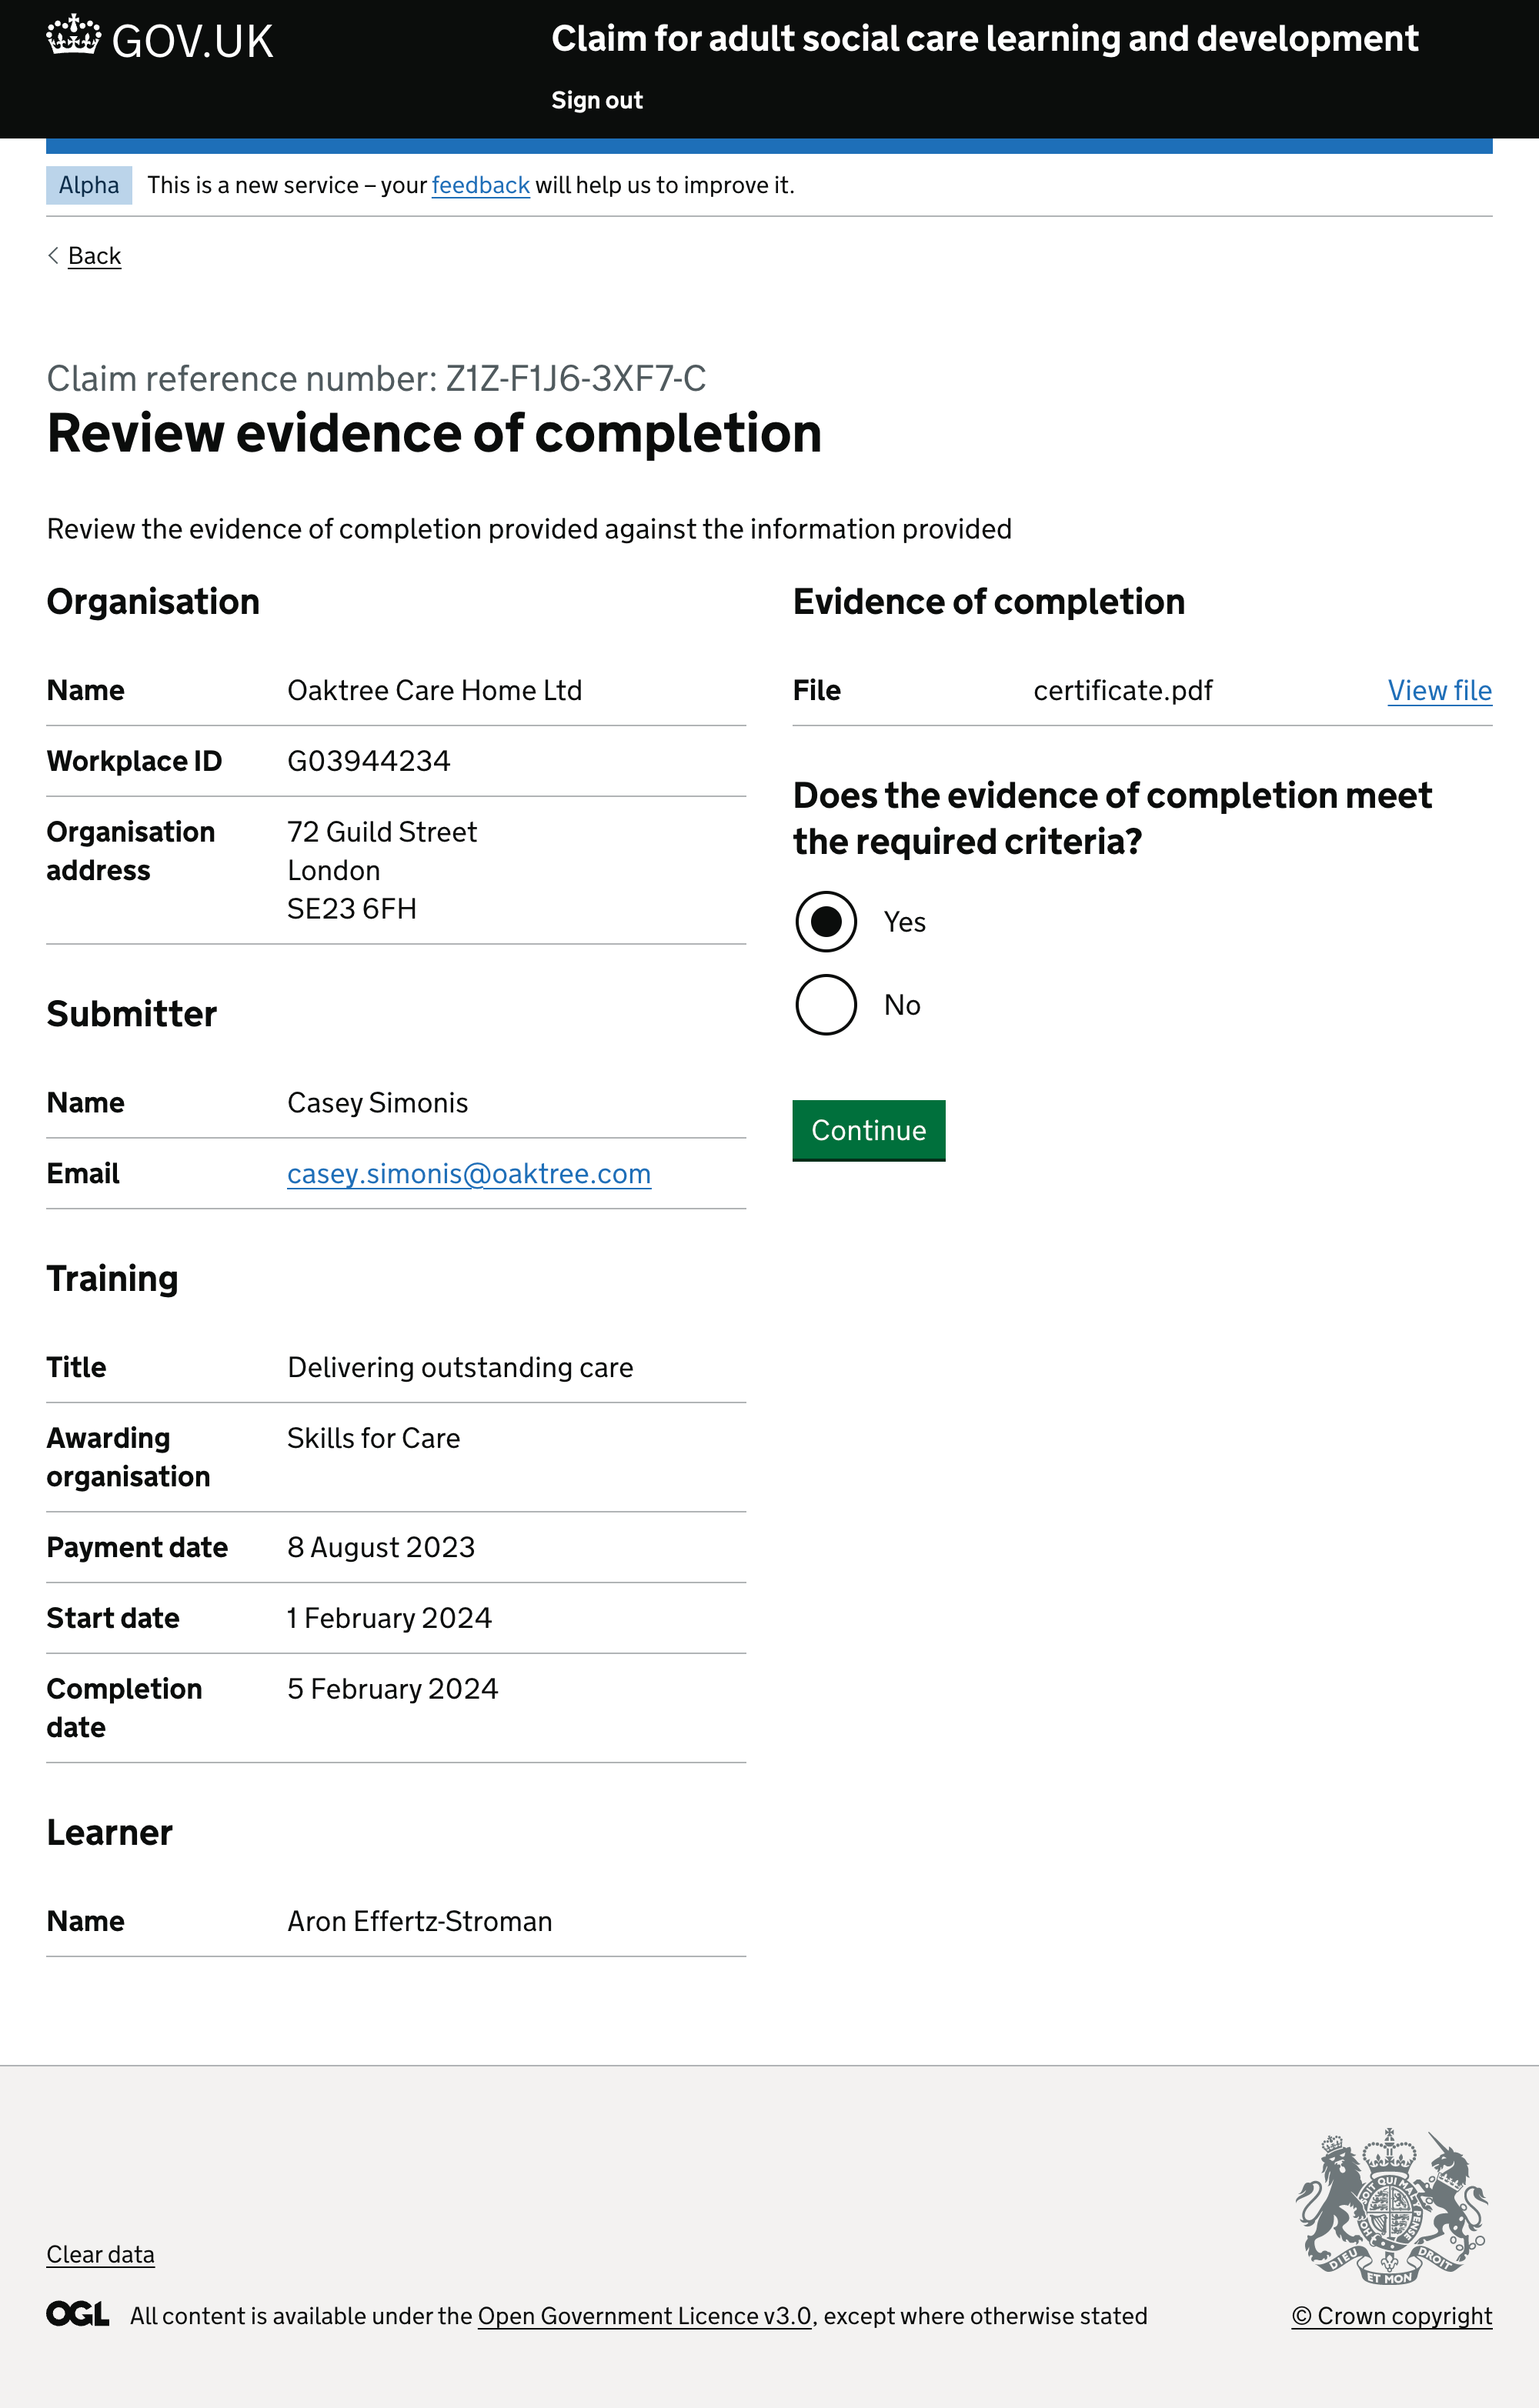 GOV.UK
Claim for adult social care learning and development
Sign out
Alpha This is a new service – your feedback will help us to improve it.
Back
Claim reference number: Z1Z-F1J6-3XF7-C
Review evidence of completion
Review the evidence of completion provided against the information provided
Organisation
Name Oaktree Care Home Ltd
Workplace ID G03944234
Organisation address 72 Guild Street
London
SE23 6FH
Submitter
Name Casey Simonis
Email casey.simonis@oaktree.com
Training
Title Delivering outstanding care
Awarding organisation Skills for Care
Payment date 8 August 2023
Start date 1 February 2024
Completion date 5 February 2024
Learner
Name Aron Effertz-Stroman
Evidence of completion
File certificate.pdf View file
Does the evidence of completion meet
the required criteria?
Yes
No
Continue
Clear data
OGL All content is available under the Open Government Licence v3.0, except where otherwise stated
DIEU ET MON DROIT
© Crown copyright